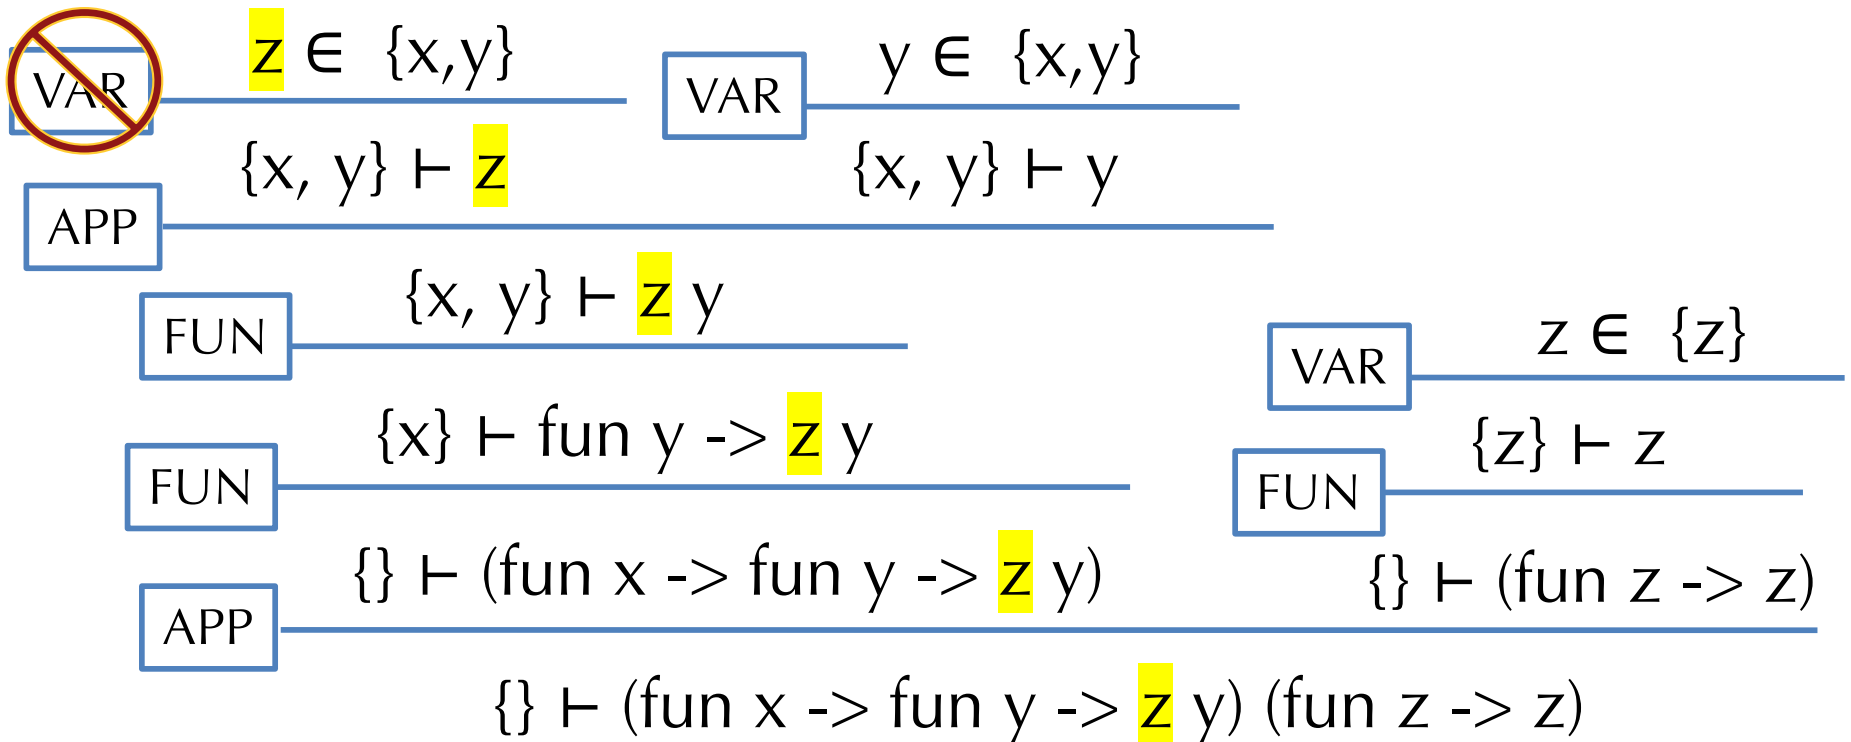 VAR z ∈ {x,y} VAR y ∈ {x,y}
{x, y} ⊢ z {x, y} ⊢ y
APP
{x, y} ⊢ z y
FUN
VAR z ∈ {z}
{x} ⊢ fun y -> z y {z} ⊢ z
FUN FUN
{} ⊢ (fun x -> fun y -> z y) {} ⊢ (fun z -> z)
APP
{} ⊢ (fun x -> fun y -> z y) (fun z -> z)